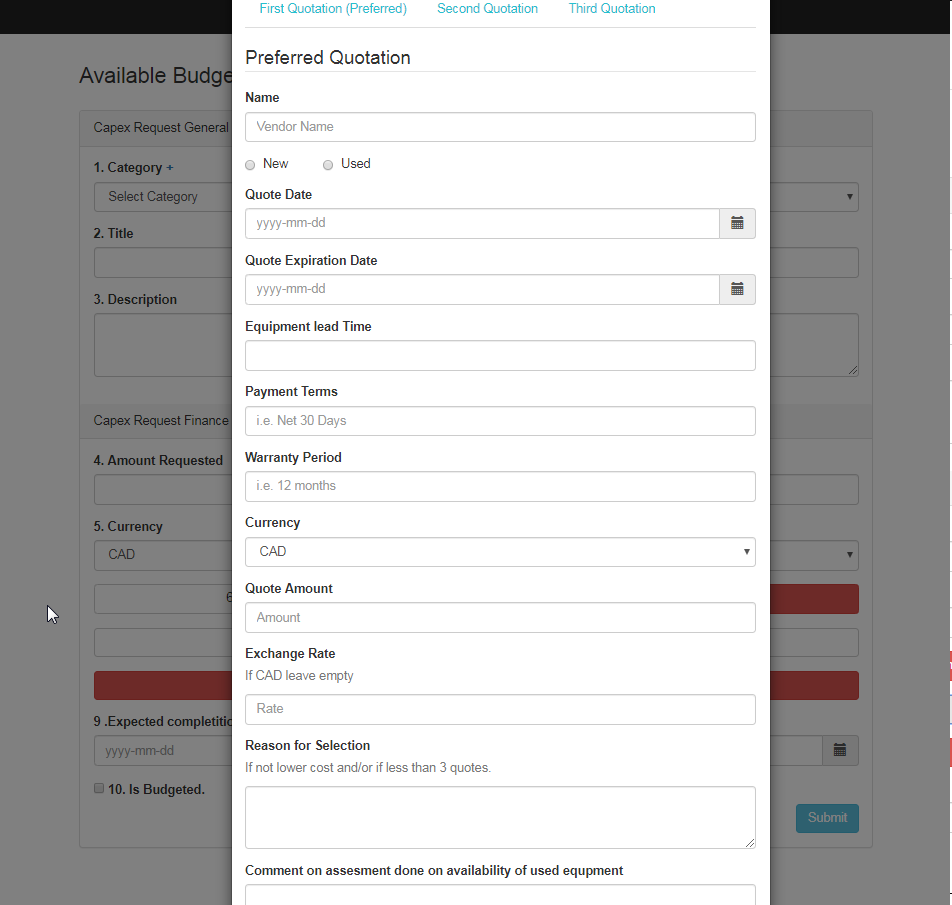 First Quotation (Preferred) Second Quotation Third Quotation
Available Budge
Preferred Quotation
Capex Request General
1. Category +
Select Category
2. Title
3. Description
Capex Request Finance
4. Amount Requested
5. Currency
CAD
6
9 .Expected completitio
yyyy-mm-dd
10. Is Budgeted.
Submit
Name
Vendor Name
New Used
Quote Date
yyyy-mm-dd
Quote Expiration Date
yyyy-mm-dd
Equipment lead Time
Payment Terms
i.e. Net 30 Days
Warranty Period
i.e. 12 months
Currency
CAD
Quote Amount
Amount
Exchange Rate
If CAD leave empty
Rate
Reason for Selection
If not lower cost and/or if less than 3 quotes.
Comment on assesment done on availability of used equpment